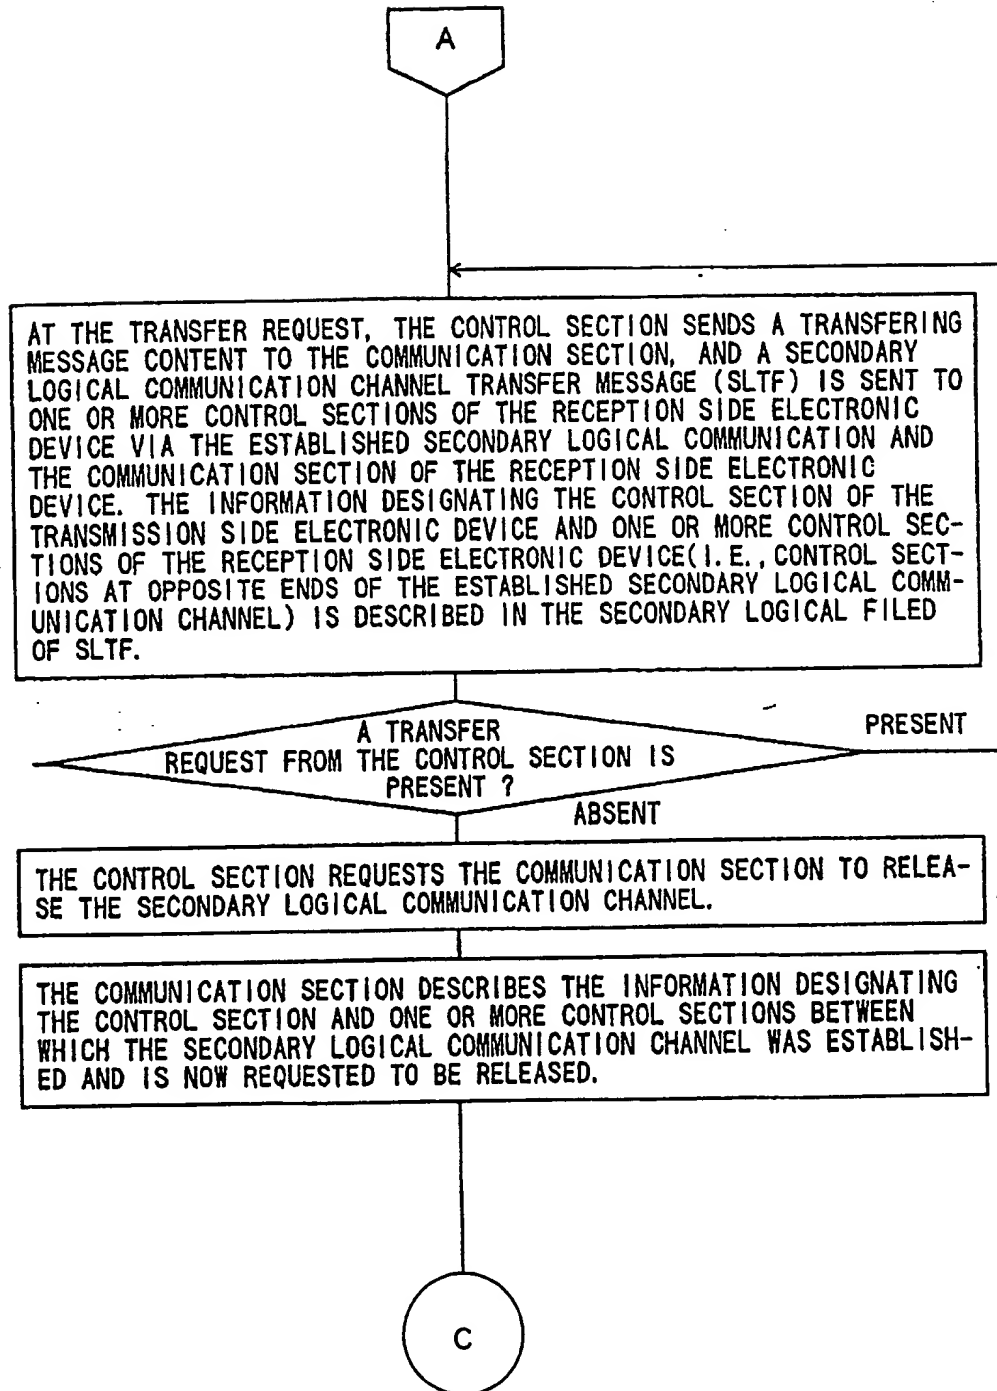 A
AT THE TRANSFER REQUEST, THE CONTROL SECTION SENDS A TRANSFERING
MESSAGE CONTENT TO THE COMMUNICATION SECTION, AND A SECONDARY
LOGICAL COMMUNICATION CHANNEL TRANSFER MESSAGE (SLTF) IS SENT TO
ONE OR MORE CONTROL SECTIONS OF THE RECEPTION SIDE ELECTRONIC
DEVICE VIA THE ESTABLISHED SECONDARY LOGICAL COMMUNICATION AND
THE COMMUNICATION SECTION OF THE RECEPTION SIDE ELECTRONIC
DEVICE. THE INFORMATION DESIGNATING THE CONTROL SECTION OF THE
TRANSMISSION SIDE ELECTRONIC DEVICE AND ONE OR MORE CONTROL SEC-
TIONS OF THE RECEPTION SIDE ELECTRONIC DEVICE(I.E., CONTROL SECT-
IONS AT OPPOSITE ENDS OF THE ESTABLISHED SECONDARY LOGICAL COMM-
UNICATION CHANNEL) IS DESCRIBED IN THE SECONDARY LOGICAL FILED
OF SLTF.
A TRANSFER
REQUEST FROM THE CONTROL SECTION IS
PRESENT ?
PRESENT
ABSENT
THE CONTROL SECTION REQUESTS THE COMMUNICATION SECTION TO RELEA-
SE THE SECONDARY LOGICAL COMMUNICATION CHANNEL.
THE COMMUNICATION SECTION DESCRIBES THE INFORMATION DESIGNATING
THE CONTROL SECTION AND ONE OR MORE CONTROL SECTIONS BETWEEN
WHICH THE SECONDARY LOGICAL COMMUNICATION CHANNEL WAS ESTABLISH-
ED AND IS NOW REQUESTED TO BE RELEASED.
C